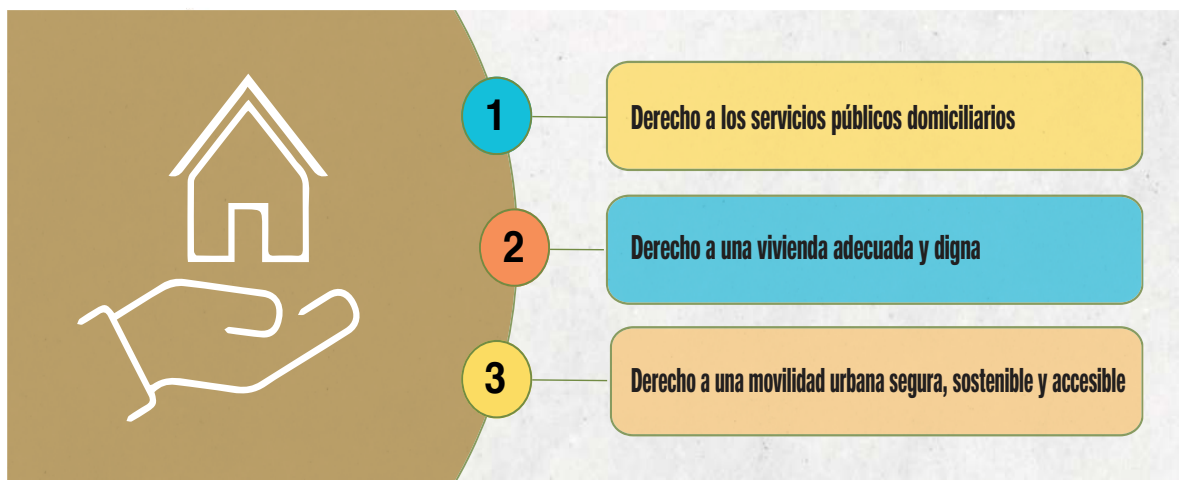 1
Derecho a los servicios públicos domiciliarios
2
Derecho a una vivienda adecuada y digna
3
Derecho a una movilidad urbana segura, sostenible y accesible